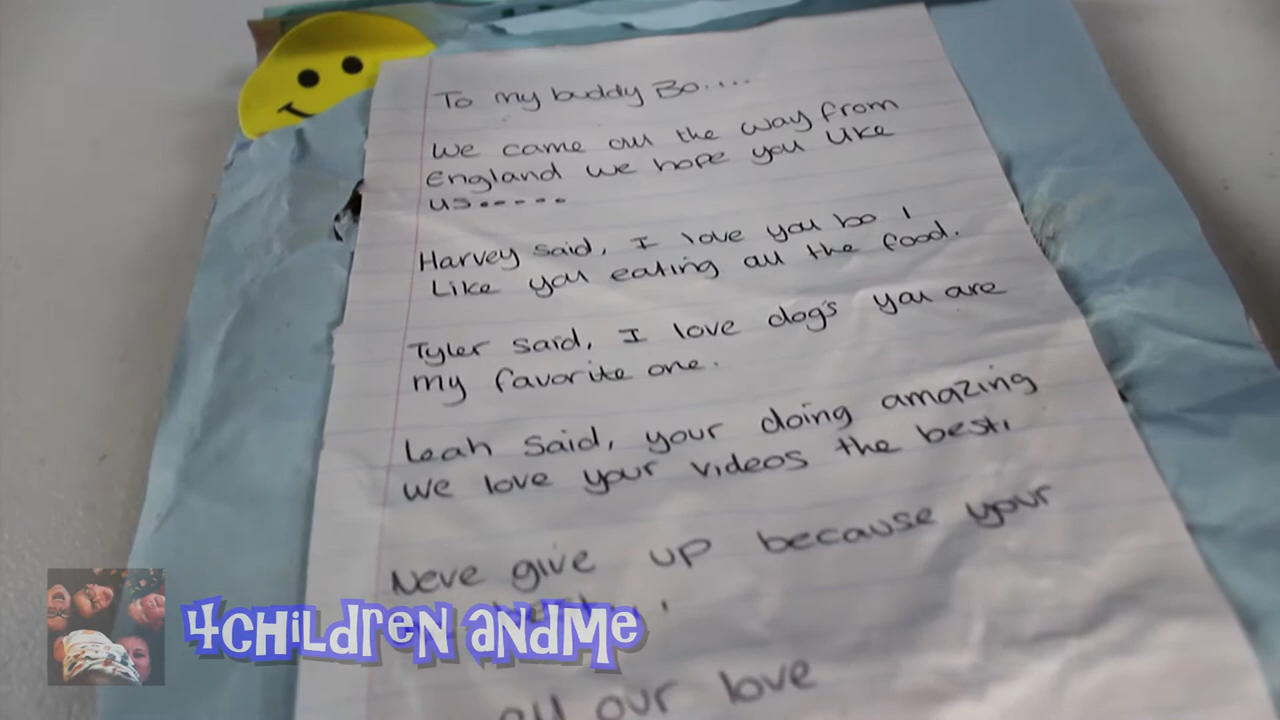 To my buddy Bo....
We came all the way from
England we hope you like
us.....
Harvey said, I love you bo I
Like you eating all the food.
Tyler said, I love dog's you are
my favorite one.
Leah said, your doing amazing
we love your videos the best,
Neve give up because your
4CHildreN aNdMe
all our love